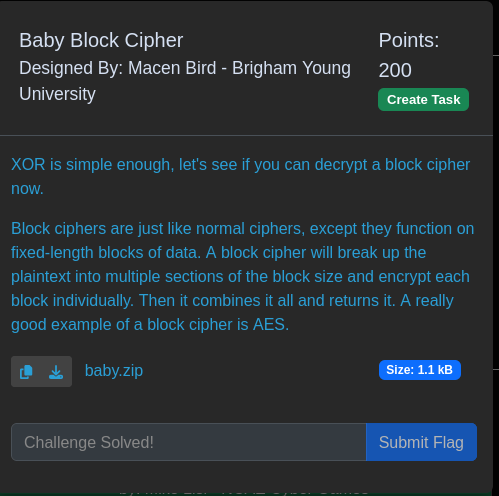 Baby Block Cipher
Designed By: Macen Bird - Brigham Young
University
Points:
200
Create Task
XOR is simple enough, let's see if you can decrypt a block cipher
now.
Block ciphers are just like normal ciphers, except they function on
fixed-length blocks of data. A block cipher will break up the
plaintext into multiple sections of the block size and encrypt each
block individually. Then it combines it all and returns it. A really
good example of a block cipher is AES.
baby.zip
Size: 1.1 kB
Challenge Solved!
Submit Flag